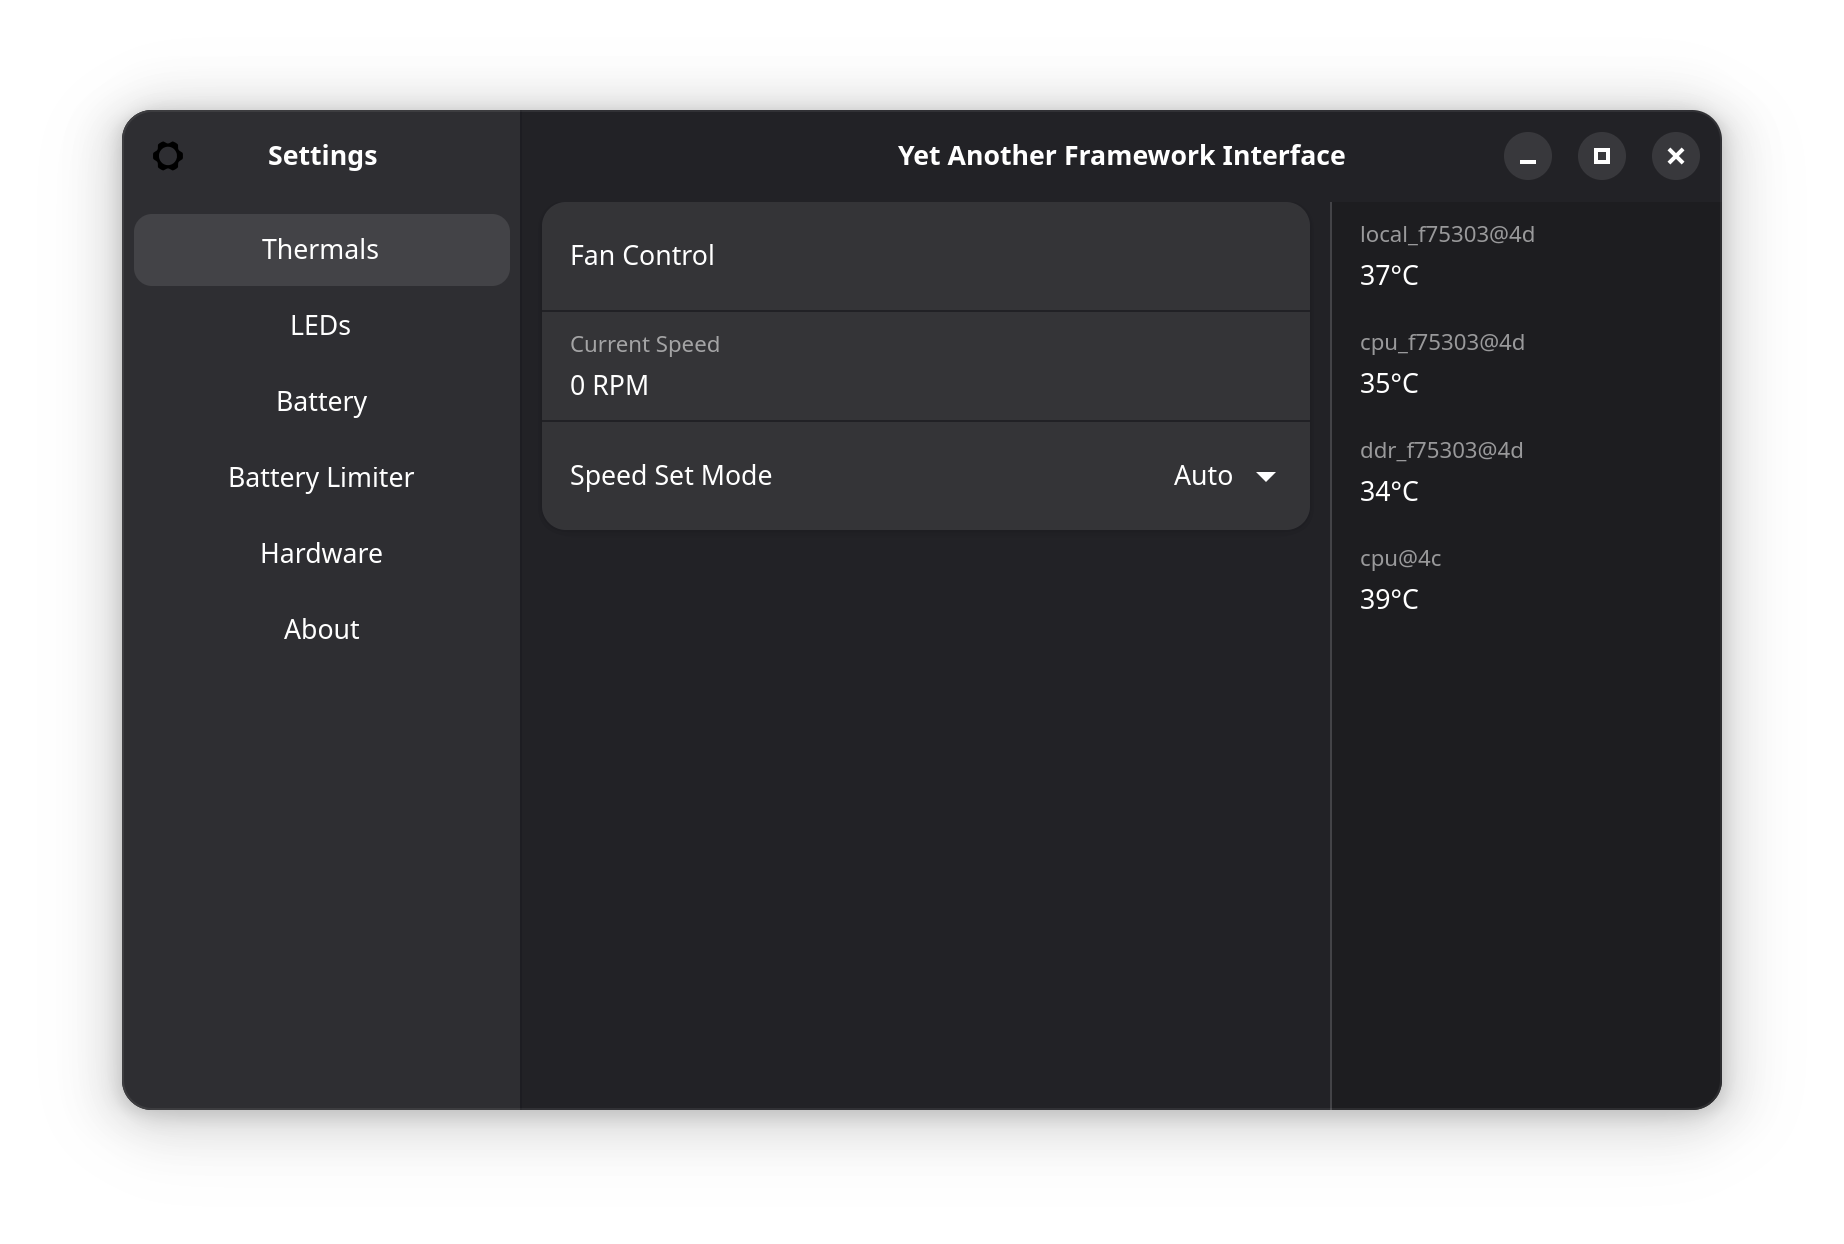 Settings
Yet Another Framework Interface
Thermals
LEDs
Battery
Battery Limiter
Hardware
About
Fan Control
Current Speed
0 RPM
Speed Set Mode
Auto
local_f75303@4d
37°C
cpu_f75303@4d
35°C
ddr_f75303@4d
34°C
cpu@4c
39°C